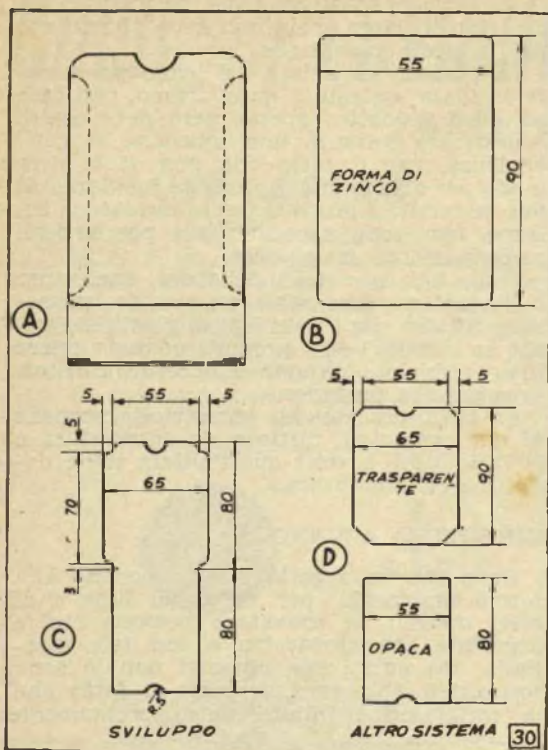 A
55
FORMA DI
ZINCO
90
B
5 55 5
5
65
70
80
3
80
C
R.5
SVILUPPO
5 55 5
65
TRASPAREN-
TE
90
D
55
OPACA
80
ALTRO SISTEMA
30